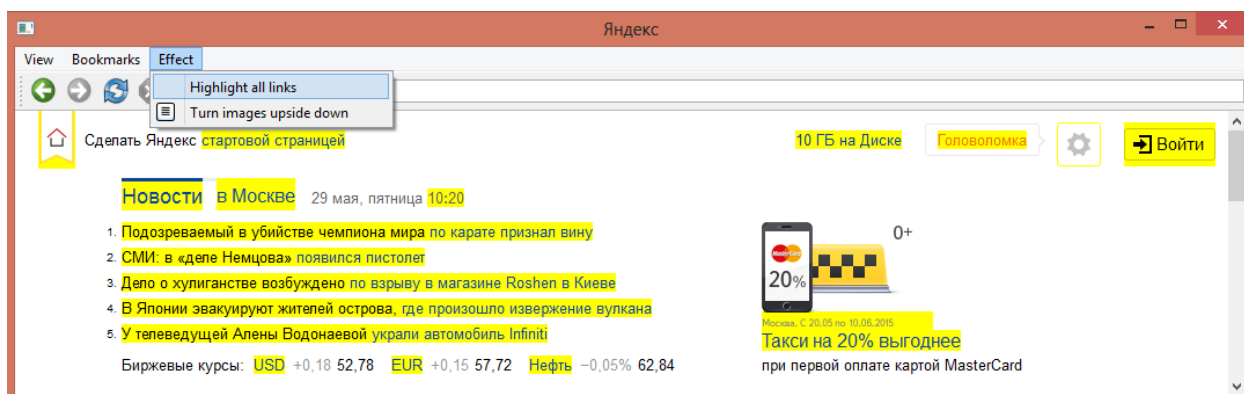 Яндекс
View Bookmarks Effect
Highlight all links
Turn images upside down
Сделать Яндекс стартовой страницей
10 ГБ на Диске
Головоломка
Войти
Новости в Москве 29 мая, пятница 10:20
1. Подозреваемый в убийстве чемпиона мира по карате признал вину
2. СМИ: в «деле Немцова» появился пистолет
3. Дело о хулиганстве возбуждено по взрыву в магазине Roshen в Киеве
4. В Японии эвакуируют жителей острова, где произошло извержение вулкана
5. У телеведущей Алены Водонаевой украли автомобиль Infiniti
Биржевые курсы: USD +0,18 52,78 EUR +0,15 57,72 Нефть −0,05% 62,84
0+
MasterCard
20%
Москва. С 20.05 по 10.06.2015
Такси на 20% выгоднее
при первой оплате картой MasterCard